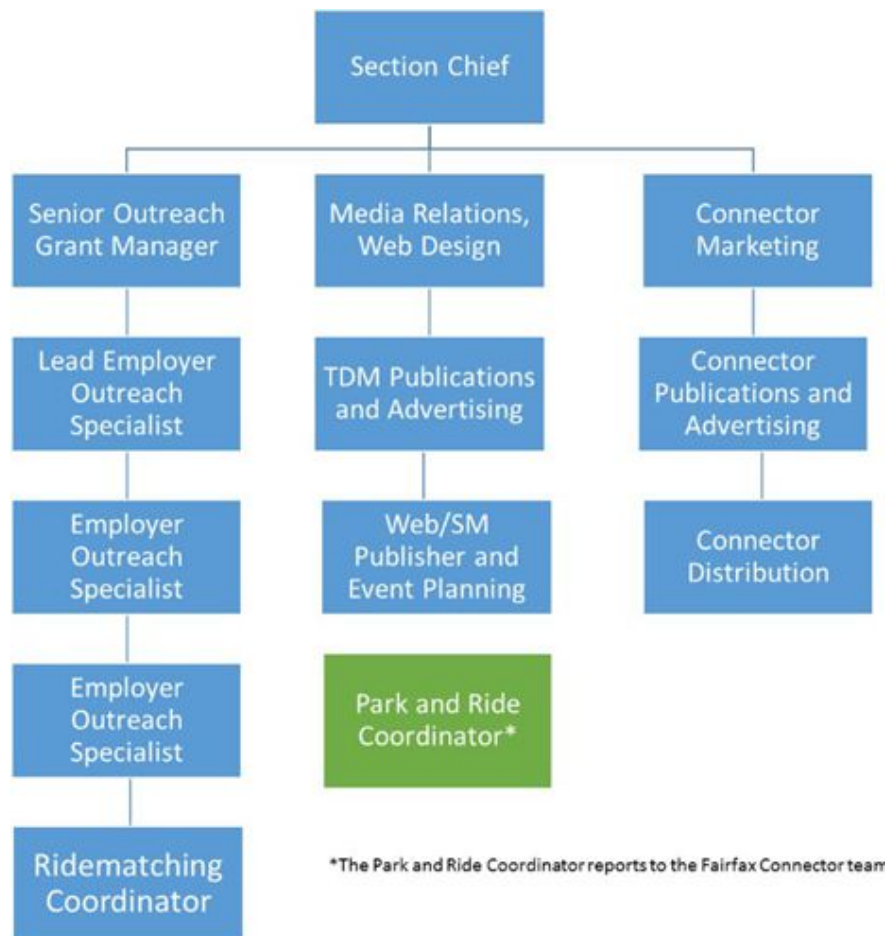 Section Chief
Senior Outreach
Grant Manager
Media Relations,
Web Design
Connector
Marketing
Lead Employer
Outreach
Specialist
TDM Publications
and Advertising
Connector
Publications and
Advertising
Employer
Outreach
Specialist
Web/SM
Publisher and
Event Planning
Connector
Distribution
Employer
Outreach
Specialist
Park and Ride
Coordinator*
Ridematching
Coordinator
*The Park and Ride Coordinator reports to the Fairfax Connector team